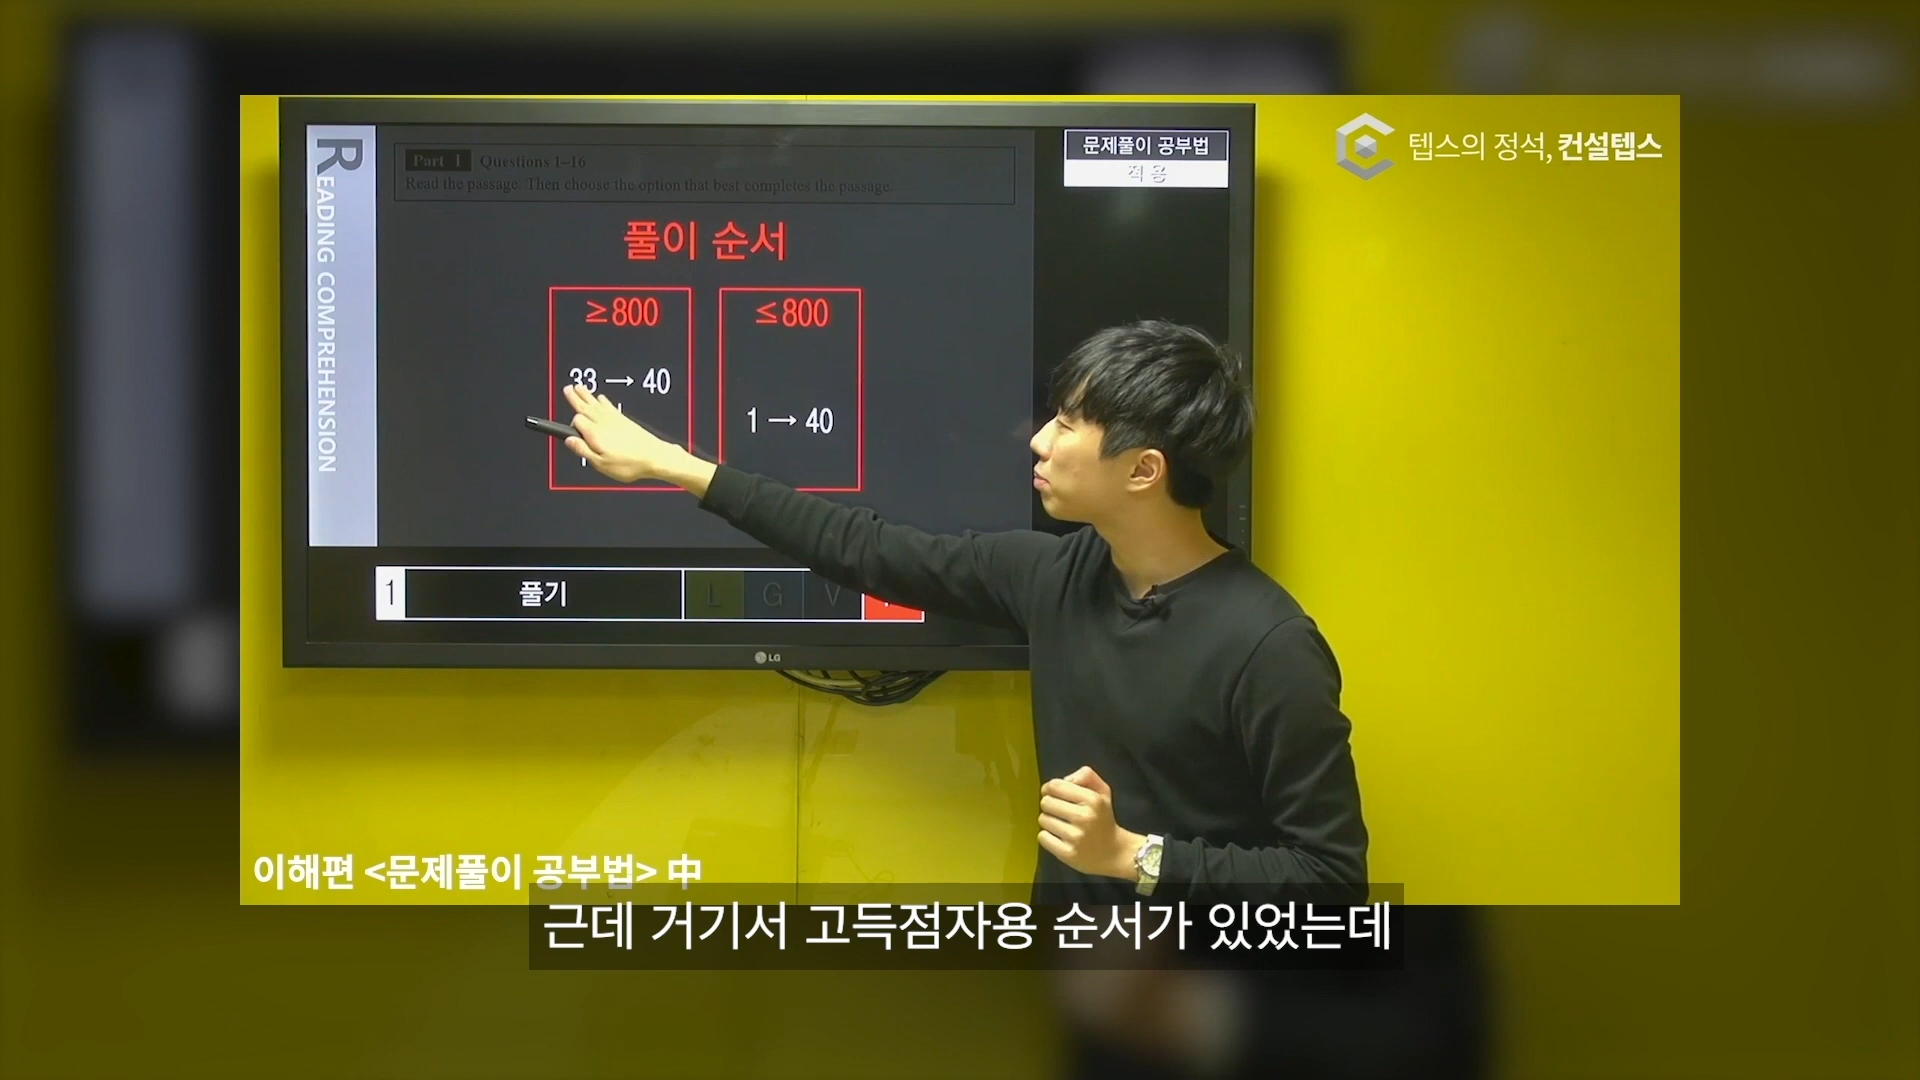 READING COMPREHENSION
Part I Questions 1–16
Read the passage. Then choose the option that best completes the passage.
문제풀이 공부법
적용
텝스의 정석, 컨설텝스
풀이 순서
≥800
33 → 40
≤800
1 → 40
1 풀기 L G V
LG
이해편 <문제풀이 공부법> 中
근데 거기서 고득점자용 순서가 있었는데